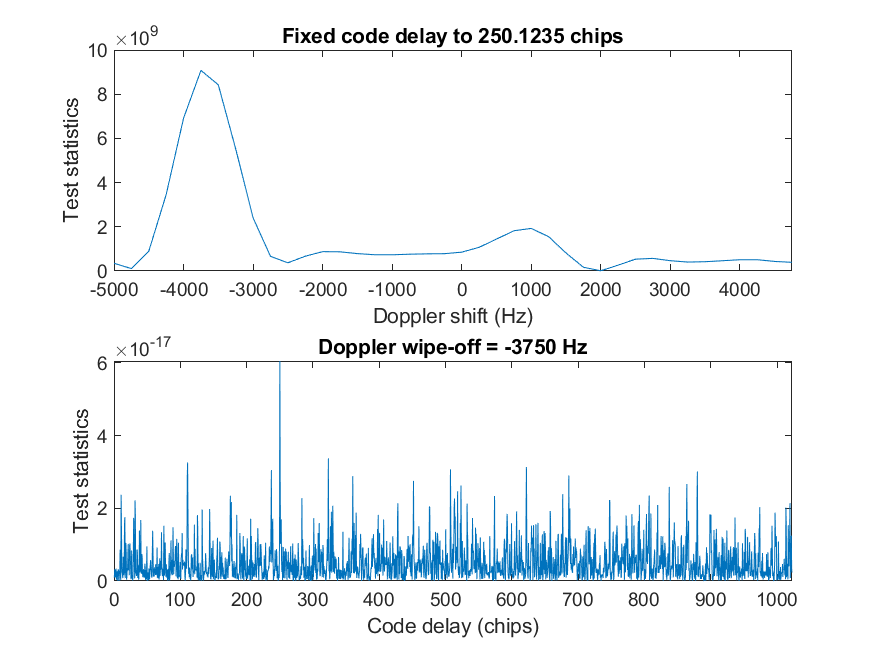 ×10^9
Fixed code delay to 250.1235 chips
10
8
6
4
2
0
Test statistics
-5000 -4000 -3000 -2000 -1000 0 1000 2000 3000 4000
Doppler shift (Hz)
×10^-17
Doppler wipe-off = -3750 Hz
6
4
2
0
Test statistics
0 100 200 300 400 500 600 700 800 900 1000
Code delay (chips)